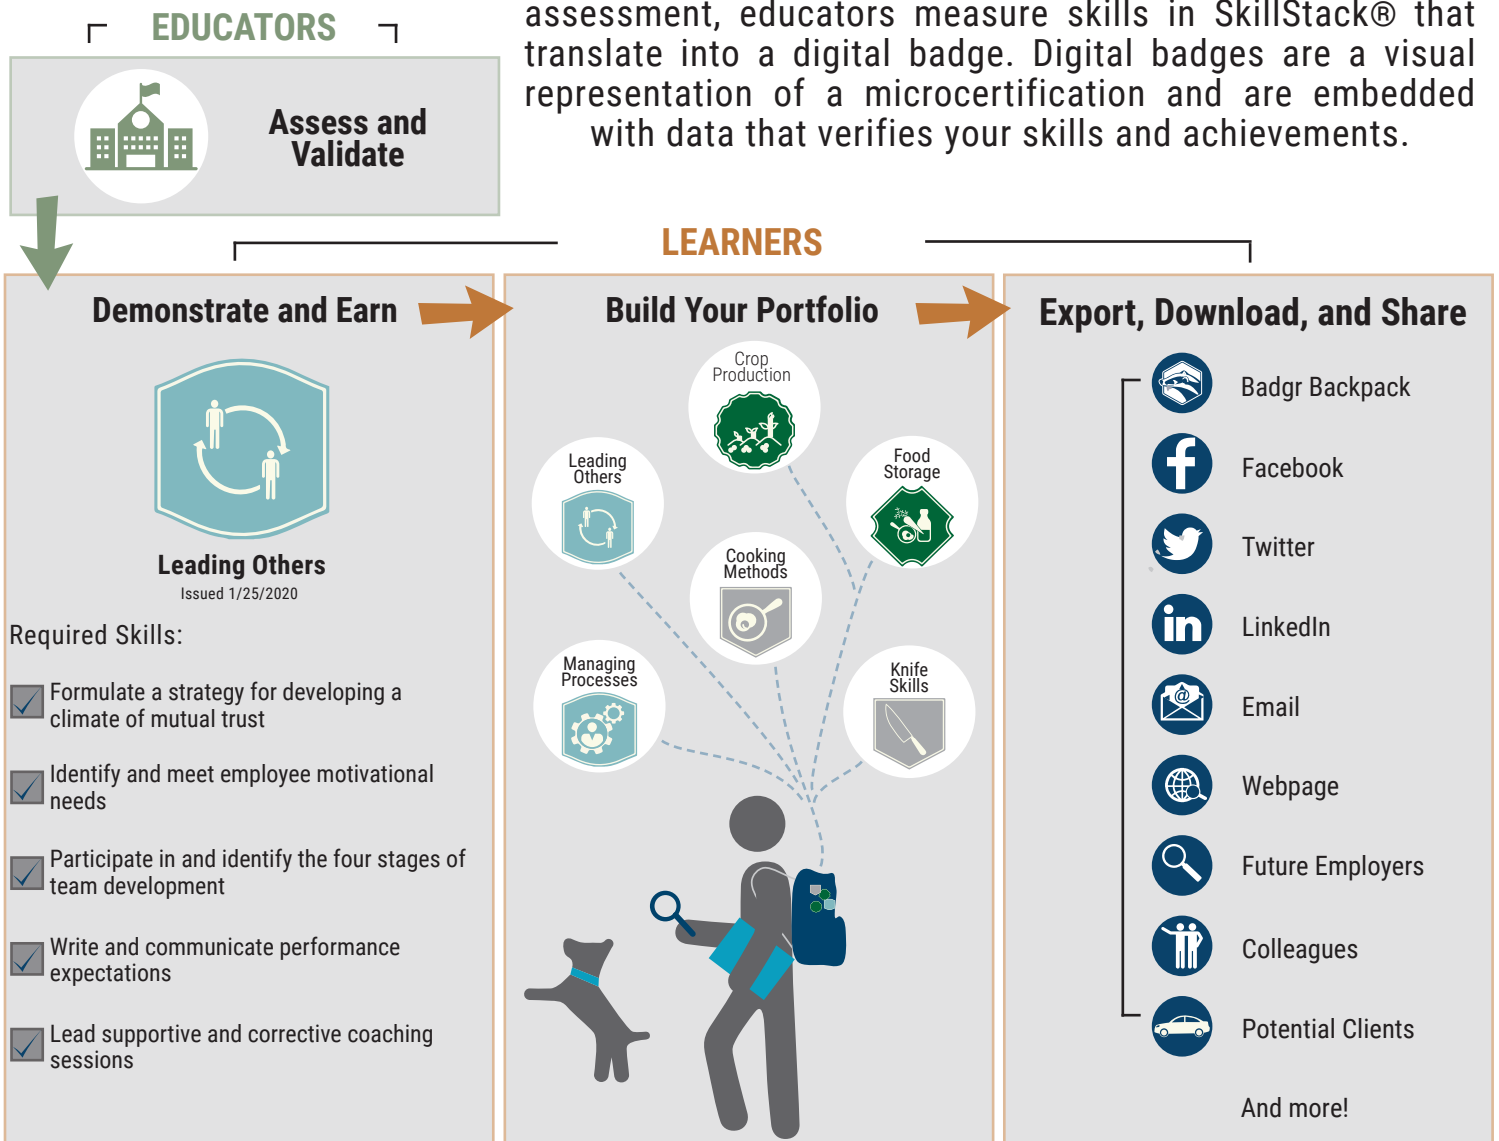 EDUCATORS
Assess and
Validate
assessment, educators measure skills in SkillStack® that
translate into a digital badge. Digital badges are a visual
representation of a microcertification and are embedded
with data that verifies your skills and achievements.
LEARNERS
Demonstrate and Earn
Leading Others
Issued 1/25/2020
Required Skills:
Formulate a strategy for developing a
climate of mutual trust
Identify and meet employee motivational
needs
Participate in and identify the four stages of
team development
Write and communicate performance
expectations
Lead supportive and corrective coaching
sessions
Build Your Portfolio
Crop
Production
Leading
Others
Food
Storage
Cooking
Methods
Managing
Processes
Knife
Skills
Export, Download, and Share
Badgr Backpack
f
Facebook
Twitter
in
LinkedIn
@
Email
Webpage
Future Employers
Colleagues
Potential Clients
And more!